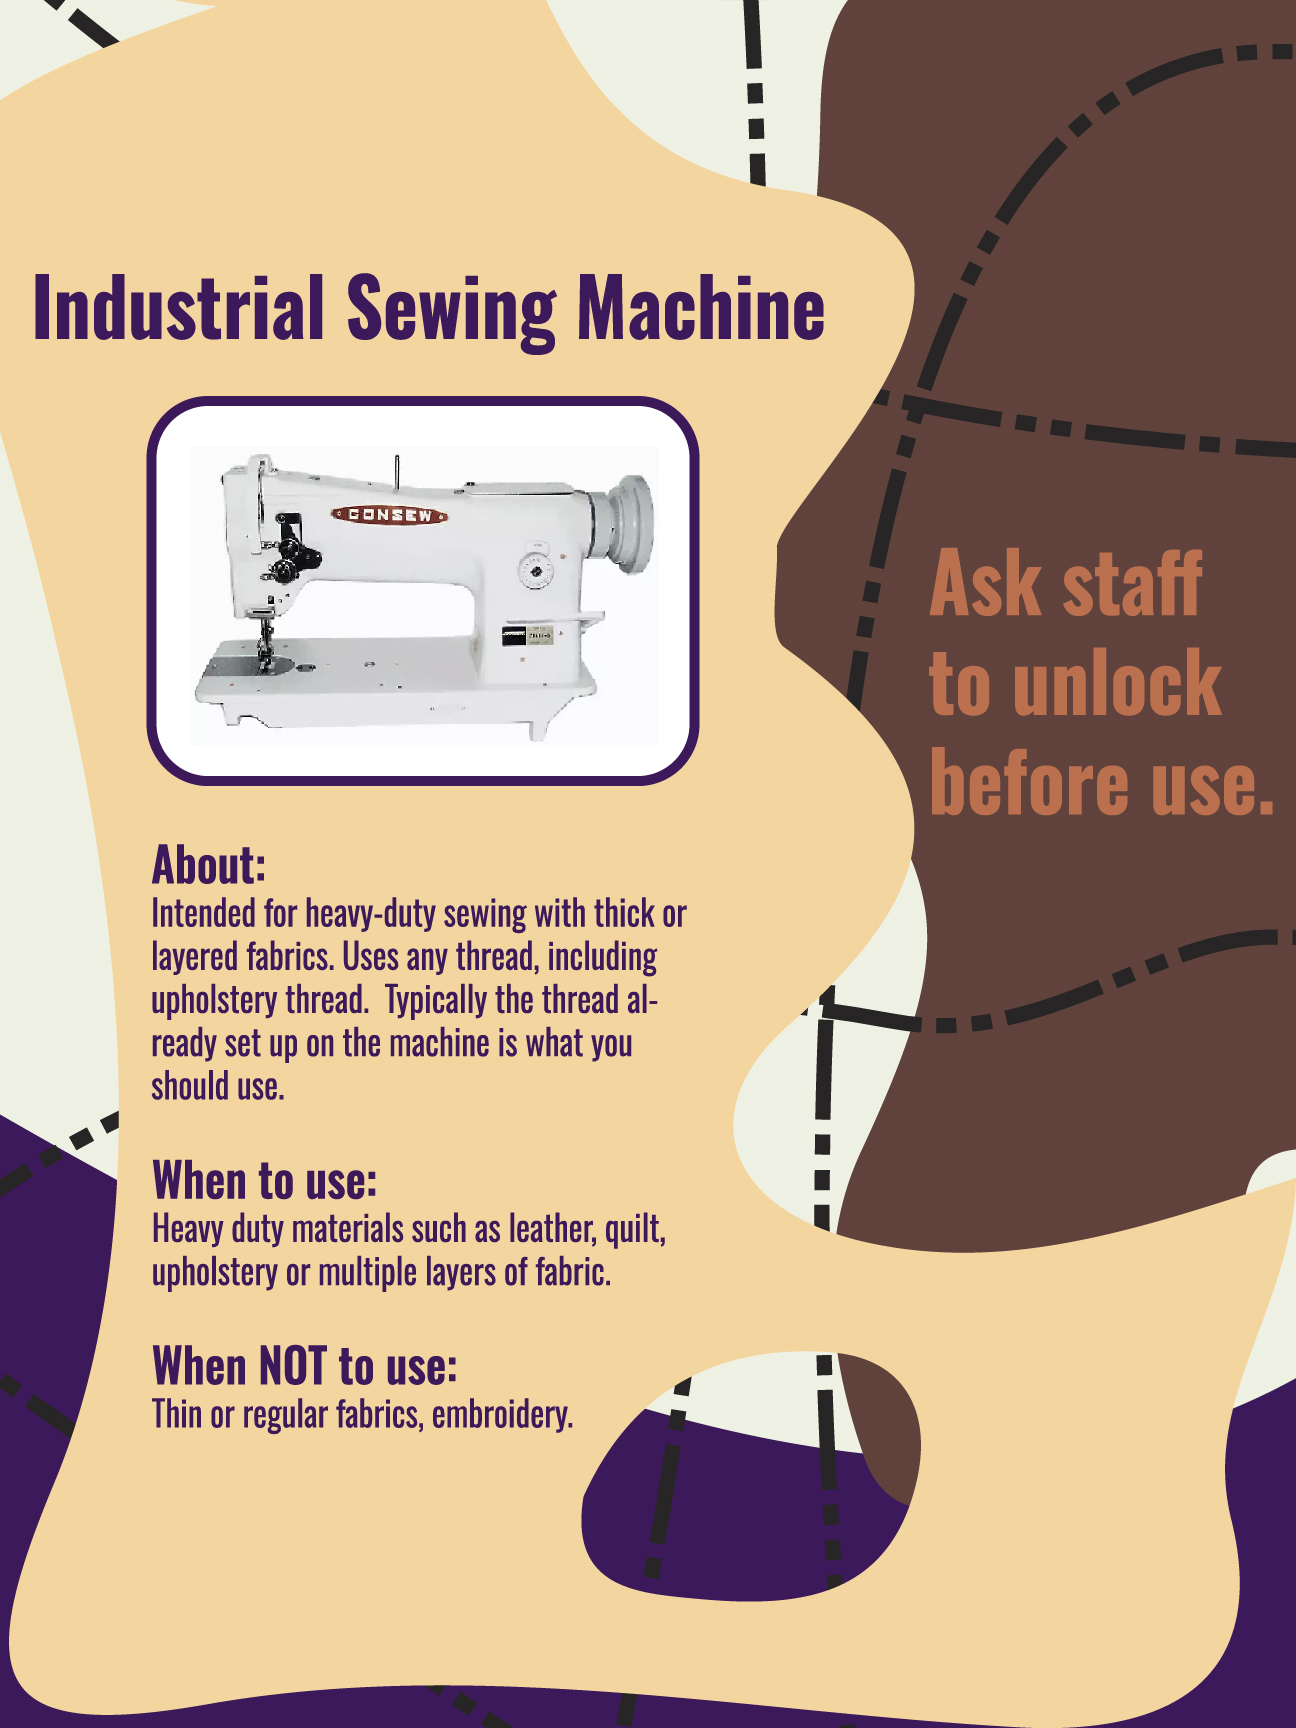 Industrial Sewing Machine
CONSEW
Ask staff
to unlock
before use.
About:
Intended for heavy-duty sewing with thick or
layered fabrics. Uses any thread, including
upholstery thread.  Typically the thread al-
ready set up on the machine is what you
should use.
When to use:
Heavy duty materials such as leather, quilt,
upholstery or multiple layers of fabric.
When NOT to use:
Thin or regular fabrics, embroidery.